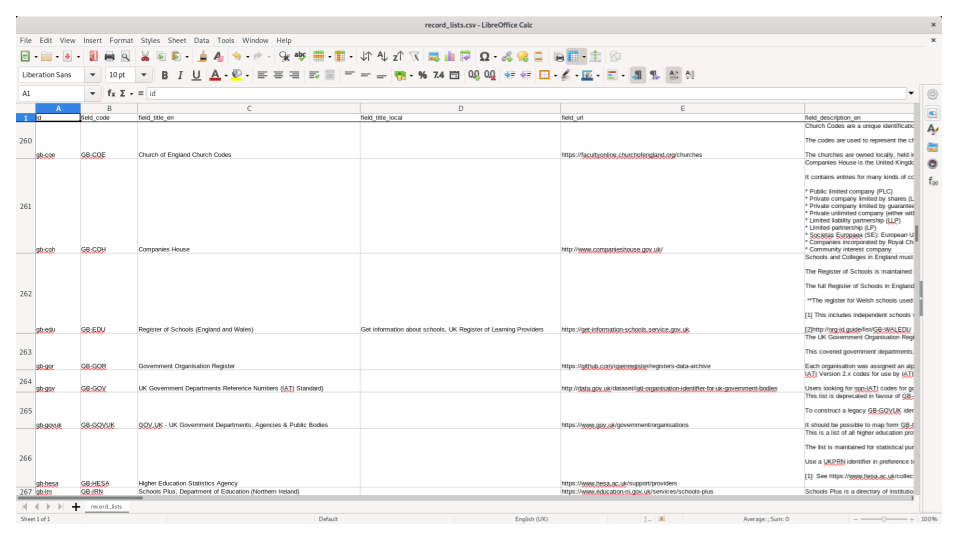 record_lists.csv - LibreOffice Calc
File Edit View Insert Format Styles Sheet Data Tools Window Help
Liberation Sans 10 pt
A1 id
A B C D E
1 id field_code field_title_en field_title_local field_url field_description_en
Church Codes are a unique identificatio
The codes are used to represent the ch
260
The churches are owned locally, held i
gb-coe GB-COE Church of England Church Codes https://facultyonline.churchofengland.org/churches
Companies House is the United Kingdo
It contains entries for many kinds of co
* Public limited company (PLC)
* Private company limited by shares (L
* Private company limited by guarantee
261
* Private unlimited company (either with
* Limited liability partnership (LLP)
* Limited partnership (LP)
* Societas Europaea (SE): European U
* Companies incorporated by Royal Ch
* Community interest company
gb-coh GB-COH Companies House http://www.companieshouse.gov.uk/
Schools and Colleges in England must
The Register of Schools is maintained
The full Register of Schools in England
262
**The register for Welsh schools used
[1] This includes independent schools
[2]http://org-id.guide/list/GB-WALEDU
gb-edu GB-EDU Register of Schools (England and Wales) Get information about schools, UK Register of Learning Providers https://get-information-schools.service.gov.uk
The UK Government Organisation Regi
263
This covered government departments,
Each organisation was assigned an alp
gb-gor GB-GOR Government Organisation Register https://github.com/openregister/registers-data-archive
IATI Version 2.x codes for use by IATI
264
Users looking for non-IATI codes for go
gb-gov GB-GOV UK Government Departments Reference Numbers (IATI Standard) http://data.gov.uk/dataset/iati-organisation-identifier-for-uk-government-bodies
This list is deprecated in favour of GB-
To construct a legacy GB-GOVUK iden
265
It should be possible to map form GB-G
gb-govuk GB-GOVUK GOV.UK - UK Government Departments, Agencies & Public Bodies https://www.gov.uk/government/organisations
This is a list of all higher education pro
The list is maintained for statistical pur
266
Use a UKPRN identifier in preference t
[1]: See https://www.hesa.ac.uk/collec
gb-hesa GB-HESA Higher Education Statistics Agency https://www.hesa.ac.uk/support/providers
267 gb-irn GB-IRN Schools Plus, Department of Education (Northern Ireland) https://www.education-ni.gov.uk/services/schools-plus Schools Plus is a directory of institutio
record_lists
Sheet 1 of 1 Default English (UK) Average: ; Sum: 0 100%